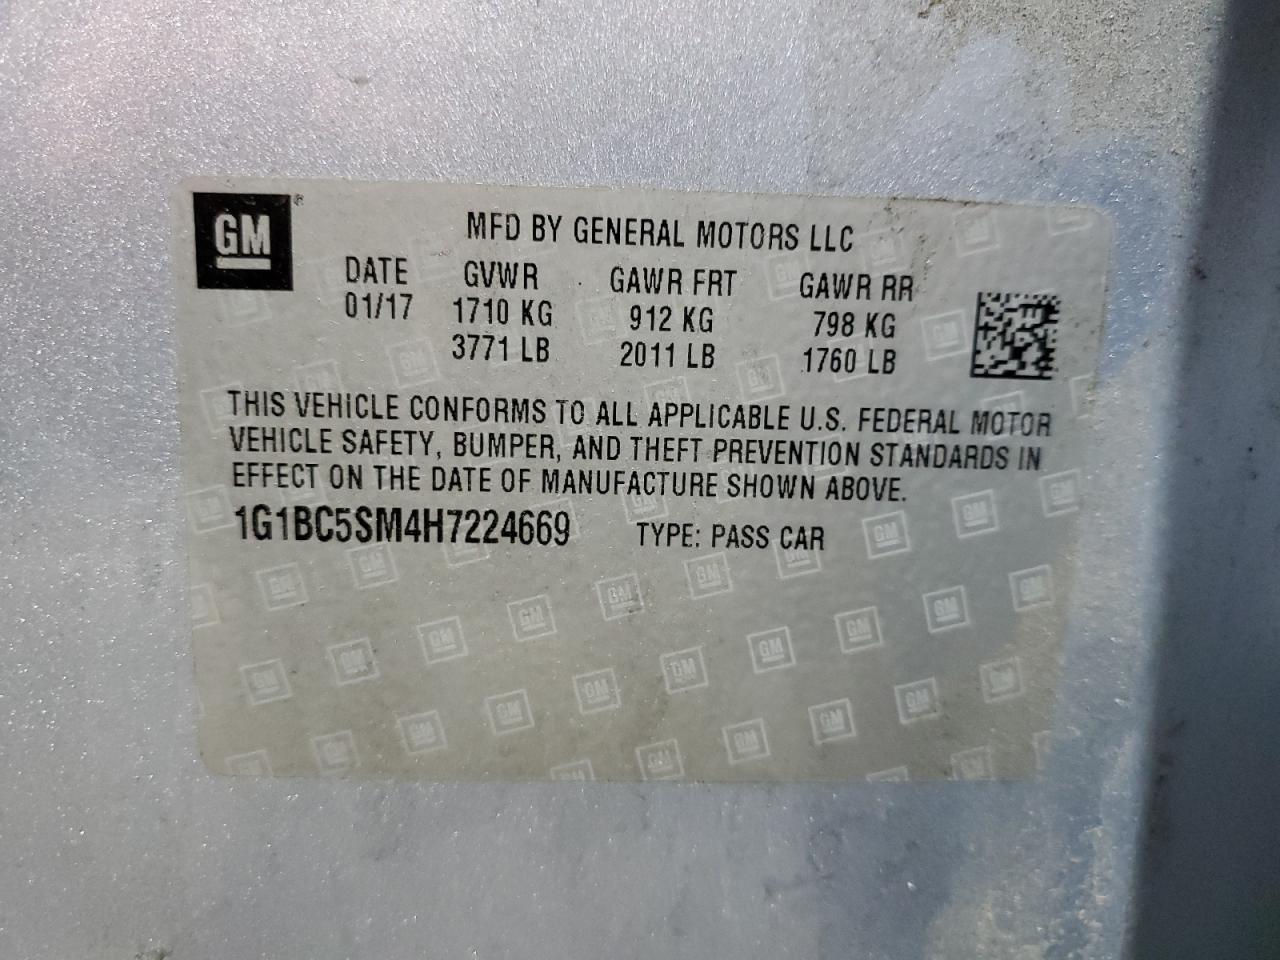 GM ®
MFD BY GENERAL MOTORS LLC
DATE GVWR GAWR FRT GAWR RR
01/17 1710 KG 912 KG 798 KG
3771 LB 2011 LB 1760 LB
THIS VEHICLE CONFORMS TO ALL APPLICABLE U.S. FEDERAL MOTOR
VEHICLE SAFETY, BUMPER, AND THEFT PREVENTION STANDARDS IN
EFFECT ON THE DATE OF MANUFACTURE SHOWN ABOVE.
1G1BC5SM4H7224669 TYPE: PASS CAR